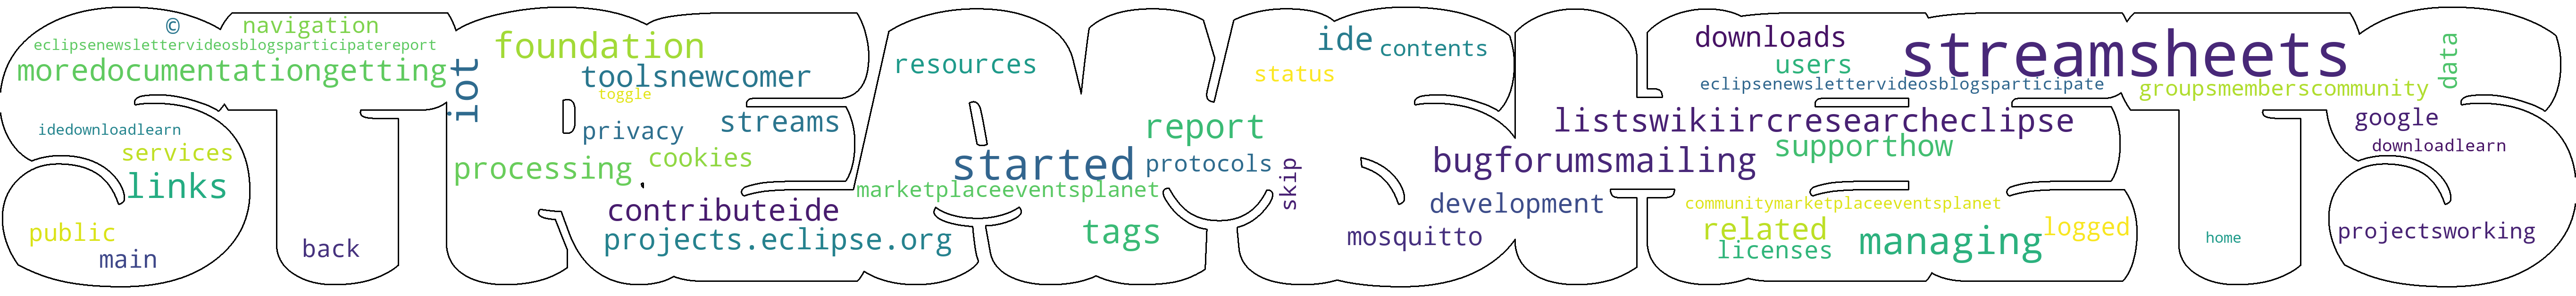 ©
navigation
eclipsenewslettervideosblogsparticipatereport
moredocumentationgetting
iot
foundation
toolsnewcomer
toggle
resources
ide
contents
status
downloads
users
streamsheets
data
eclipsenewslettervideosblogsparticipate
groupsmemberscommunity
idedownloadlearn
services
links
privacy
streams
processing
cookies
report
started
protocols
skip
marketplaceeventsplanet
listswikiircresearcheclipse
bugforumsmailing
supporthow
google
downloadlearn
public
main
back
contributeide
projects.eclipse.org
tags
development
mosquitto
communitymarketplaceeventsplanet
related
licenses
managing
logged
home
projectsworking
STREAMSHEETS